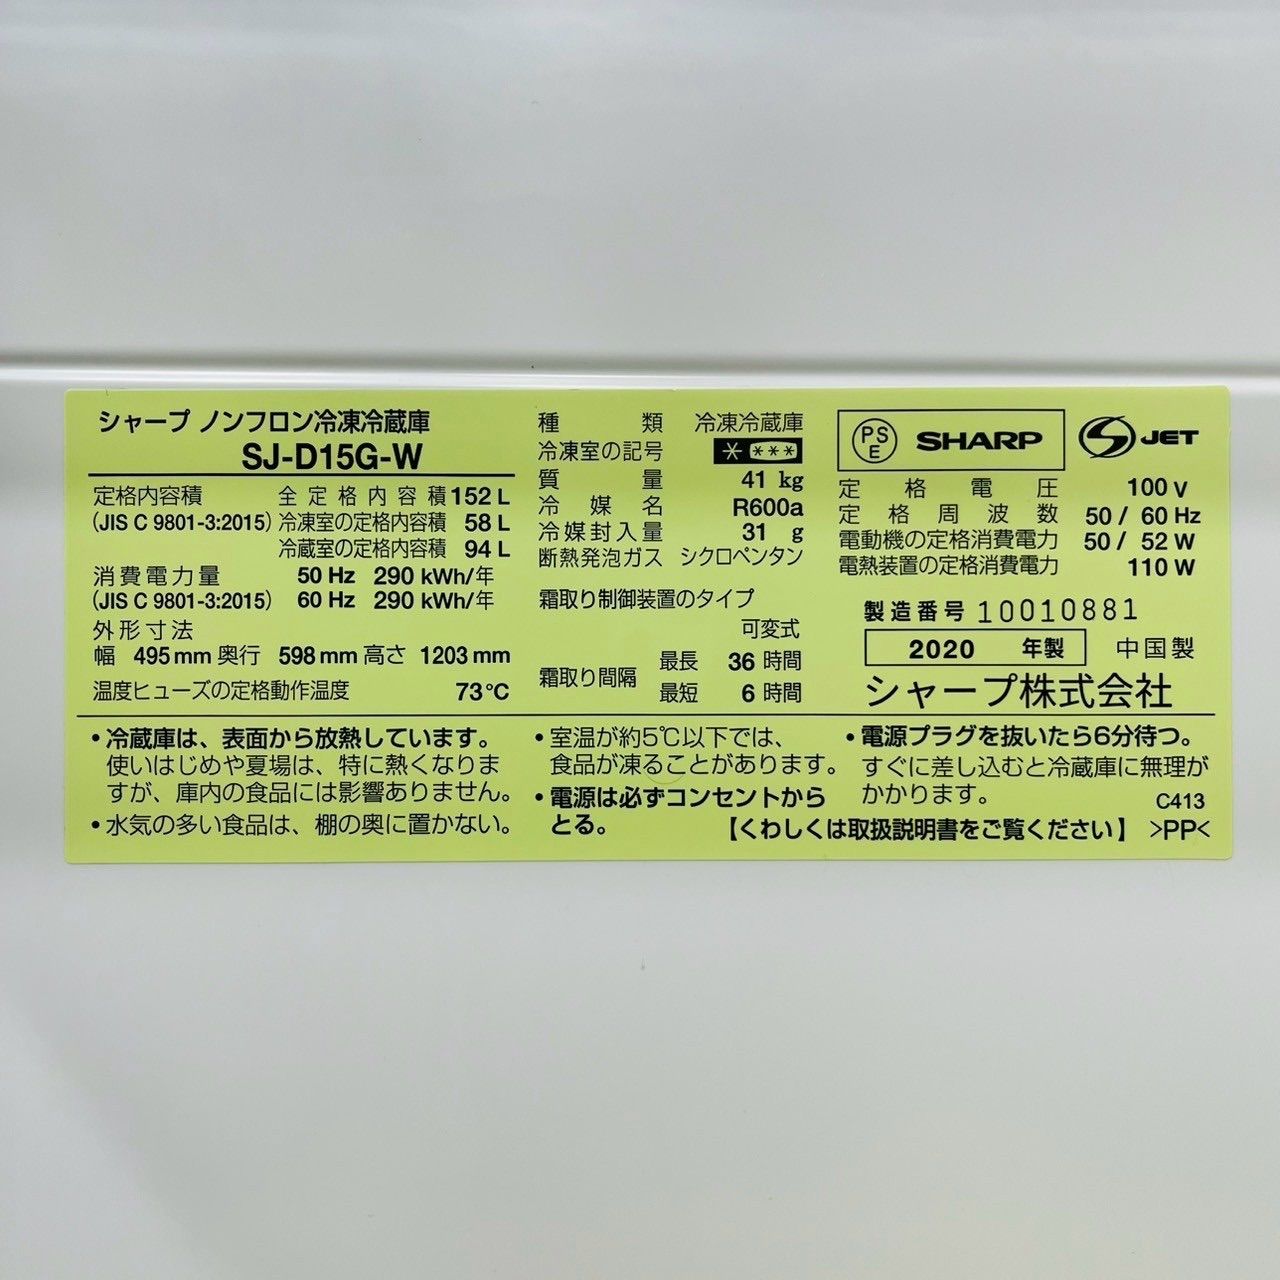 シャープ ノンフロン冷凍冷蔵庫
SJ-D15G-W
定格内容積 全定格内容積 152 L
(JIS C 9801-3:2015) 冷凍室の定格内容積 58 L
冷蔵室の定格内容積 94 L
消費電力量 50 Hz 290 kWh/年
(JIS C 9801-3:2015) 60 Hz 290 kWh/年
外形寸法
幅 495 mm 奥行 598 mm 高さ 1203 mm
温度ヒューズの定格動作温度 73℃
種類 冷凍冷蔵庫
冷凍室の記号 * ***
質量 41 kg
冷媒名 R600a
冷媒封入量 31 g
断熱発泡ガス シクロペンタン
霜取り制御装置のタイプ
可変式
霜取り間隔 最長 36 時間
最短 6 時間
PSE SHARP S JET
定格電圧 100 V
定格周波数 50 / 60 Hz
電動機の定格消費電力 50 / 52 W
電熱装置の定格消費電力 110 W
製造番号 10010881
2020 年製 中国製
シャープ株式会社
・冷蔵庫は、表面から放熱しています。
使いはじめや夏場は、特に熱くなりま
すが、庫内の食品には影響ありません。
・水気の多い食品は、棚の奥に置かない。
・室温が約5℃以下では、
食品が凍ることがあります。
・電源は必ずコンセントから
とる。
・電源プラグを抜いたら6分待つ。
すぐに差し込むと冷蔵庫に無理が
かかります。 C413
【くわしくは取扱説明書をご覧ください】 >PP<